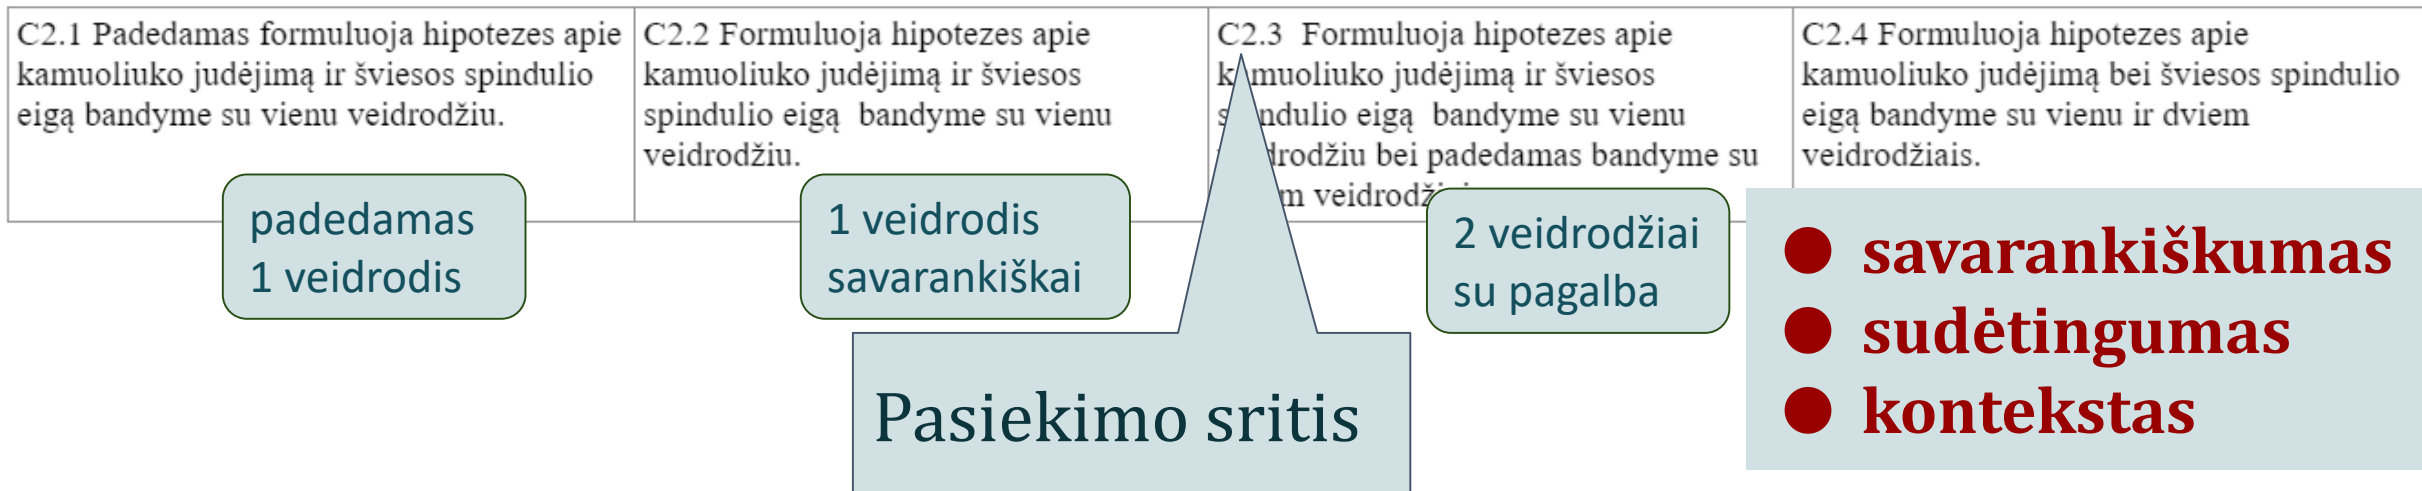 C2.1 Padedamas formuluoja hipotezes apie
kamuoliuko judėjimą ir šviesos spindulio
eigą bandyme su vienu veidrodžiu.
C2.2 Formuluoja hipotezes apie
kamuoliuko judėjimą ir šviesos
spindulio eigą bandyme su vienu
veidrodžiu.
C2.3 Formuluoja hipotezes apie
kamuoliuko judėjimą ir šviesos
spindulio eigą bandyme su vienu
veidrodžiu bei padedamas bandyme su
C2.4 Formuluoja hipotezes apie
kamuoliuko judėjimą bei šviesos spindulio
eigą bandyme su vienu ir dviem
veidrodžiais.
padedamas
1 veidrodis
1 veidrodis
savarankiškai
2 veidrodžiai
su pagalba
Pasiekimo sritis
● savarankiškumas
● sudėtingumas
● kontekstas